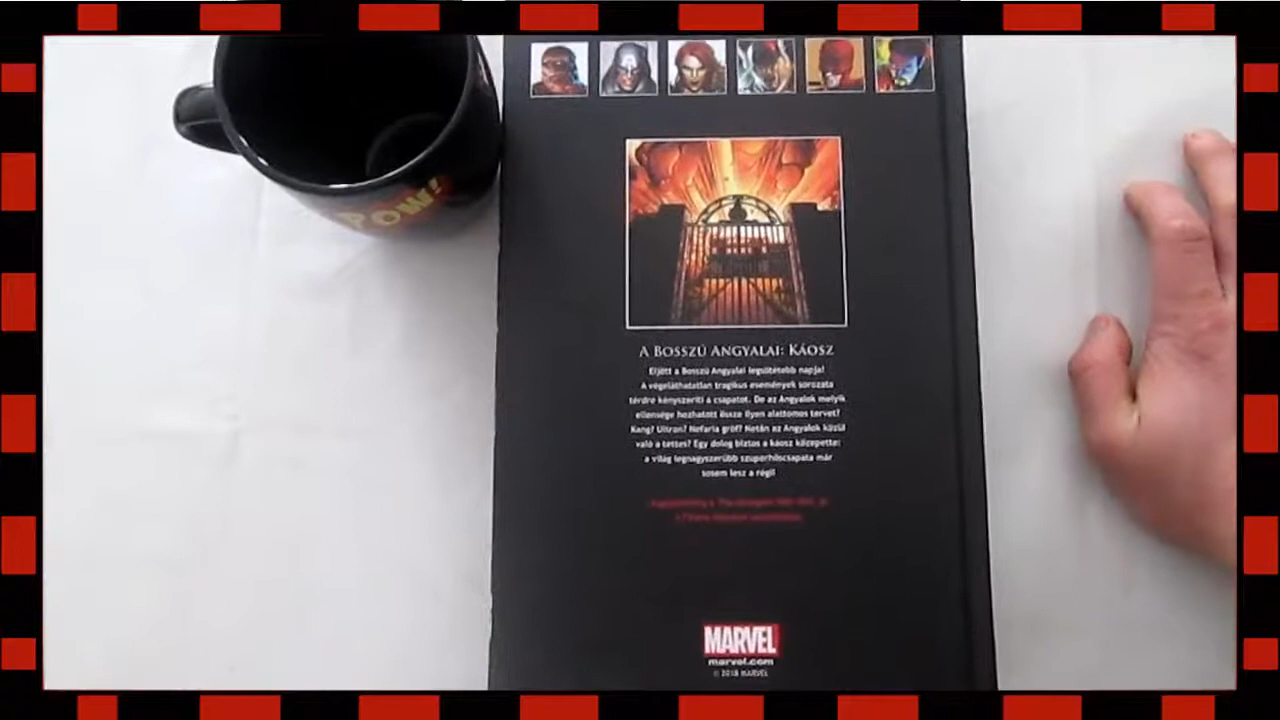 POW!
A BOSSZÚ ANGYALAI: KÁOSZ
Eljött a Bosszú Angyalai legsötétebb napja!
A végeláthatatlan tragikus események sorozata
térdre kényszeríti a csapatot. De az Angyalok melyik
ellensége hozhatott össze ilyen alattomos tervet?
Kang? Ultron? Nefaria gróf? Netán az Angyalok közül
való a tettes? Egy dolog biztos a káosz közepette:
a világ legnagyszerűbb szuperhőscsapata már
sosem lesz a régi!
MARVEL
marvel.com
© 2018 MARVEL